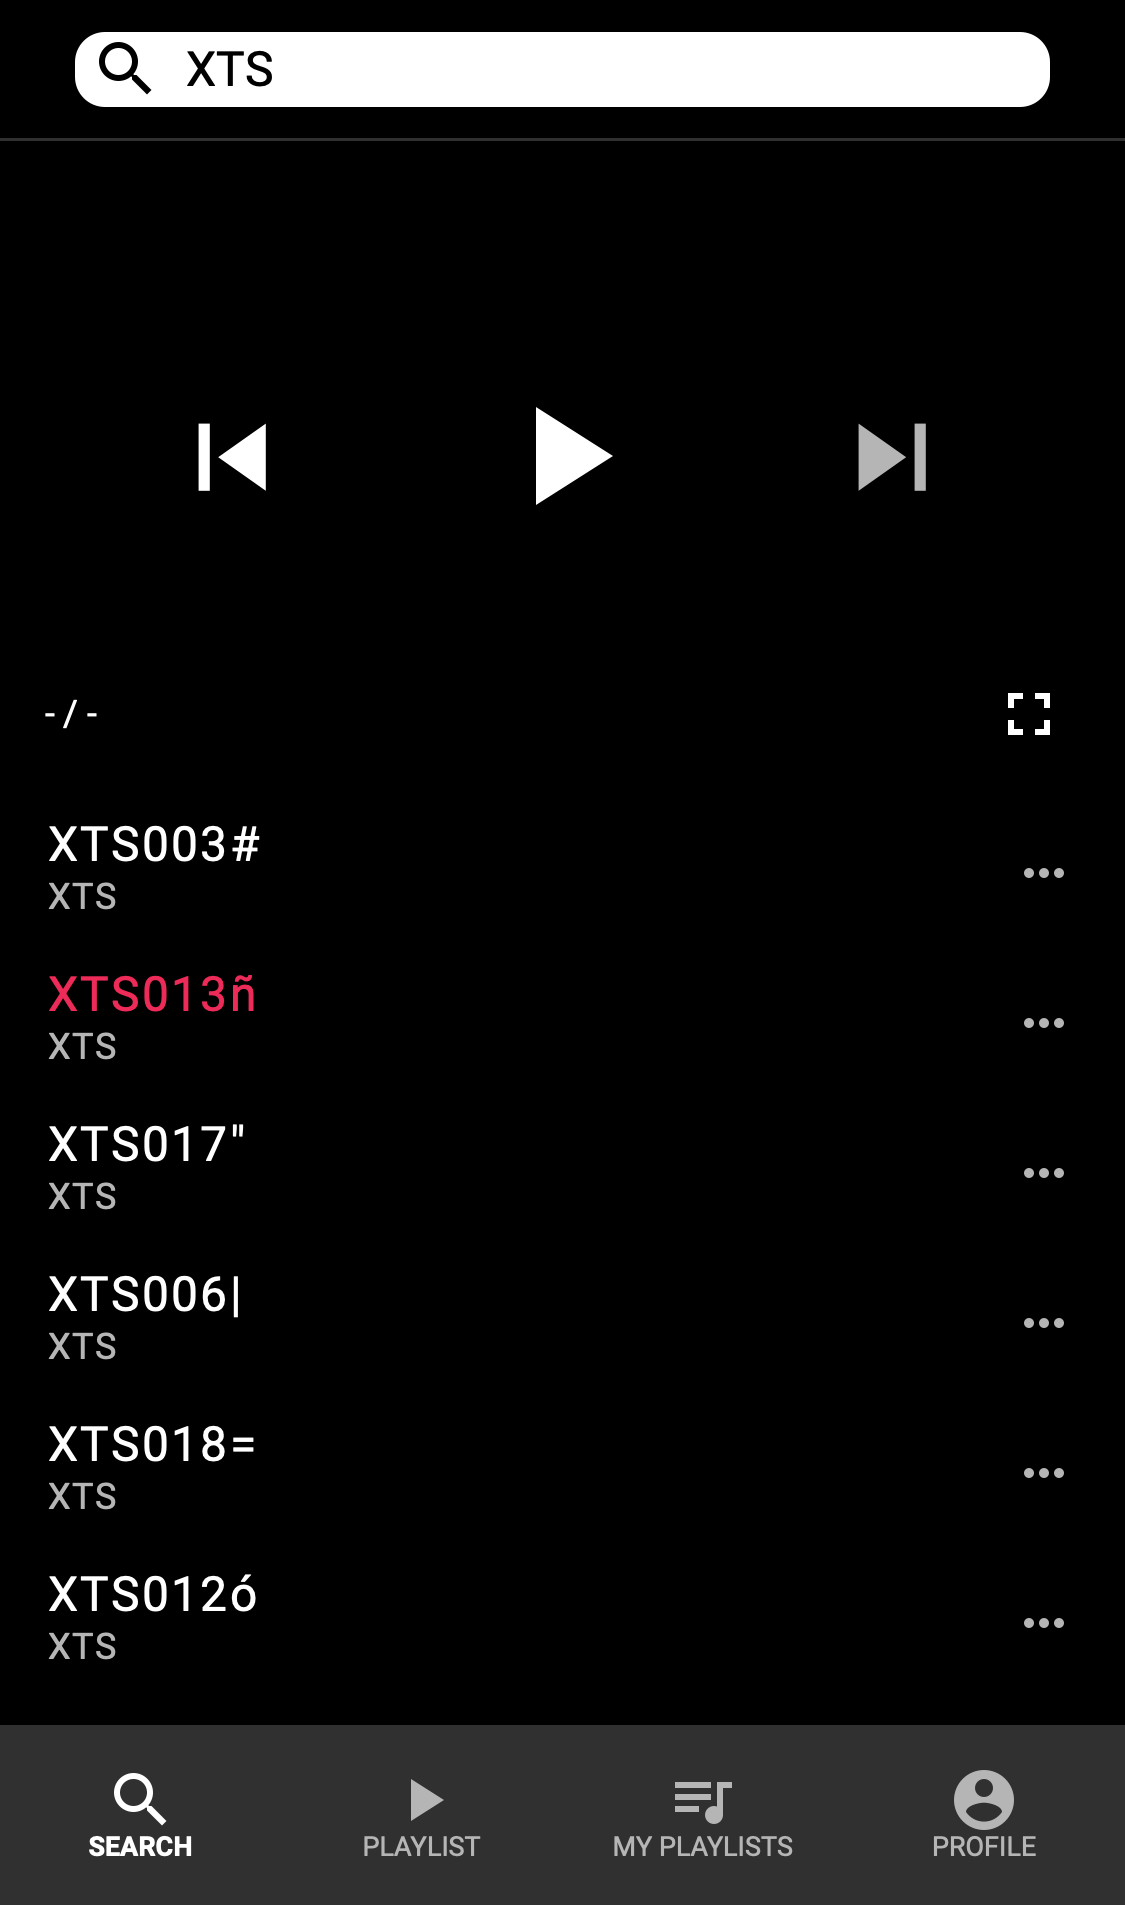 XTS
- / -
XTS003#
XTS
XTS013ñ
XTS
XTS017"
XTS
XTS006|
XTS
XTS018=
XTS
XTS012ó
XTS
SEARCH
PLAYLIST
MY PLAYLISTS
PROFILE